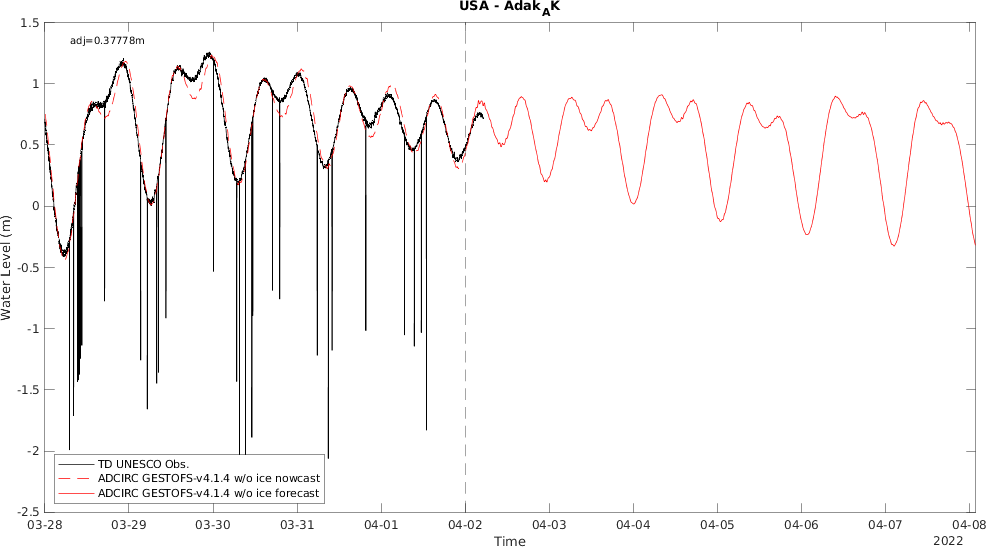 USA - Adak_AK
adj=0.37778m
1.5
1
0.5
0
-0.5
-1
-1.5
-2
-2.5
Water Level (m)
TD UNESCO Obs.
ADCIRC GESTOFS-v4.1.4 w/o ice nowcast
ADCIRC GESTOFS-v4.1.4 w/o ice forecast
03-28 03-29 03-30 03-31 04-01 04-02 04-03 04-04 04-05 04-06 04-07 04-08
Time
2022